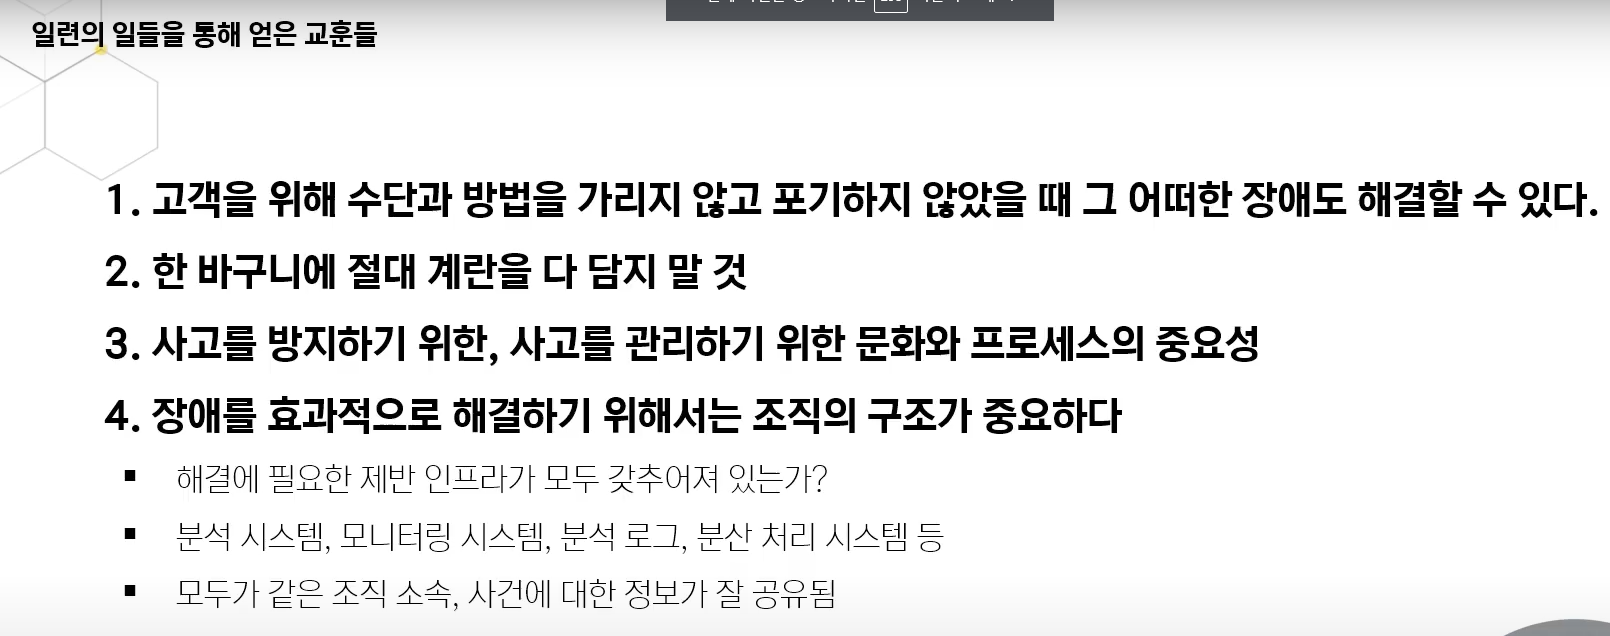 일련의 일들을 통해 얻은 교훈들
1. 고객을 위해 수단과 방법을 가리지 않고 포기하지 않았을 때 그 어떠한 장애도 해결할 수 있다.
2. 한 바구니에 절대 계란을 다 담지 말 것
3. 사고를 방지하기 위한, 사고를 관리하기 위한 문화와 프로세스의 중요성
4. 장애를 효과적으로 해결하기 위해서는 조직의 구조가 중요하다
▪ 해결에 필요한 제반 인프라가 모두 갖추어져 있는가?
▪ 분석 시스템, 모니터링 시스템, 분석 로그, 분산 처리 시스템 등
▪ 모두가 같은 조직 소속, 사건에 대한 정보가 잘 공유됨